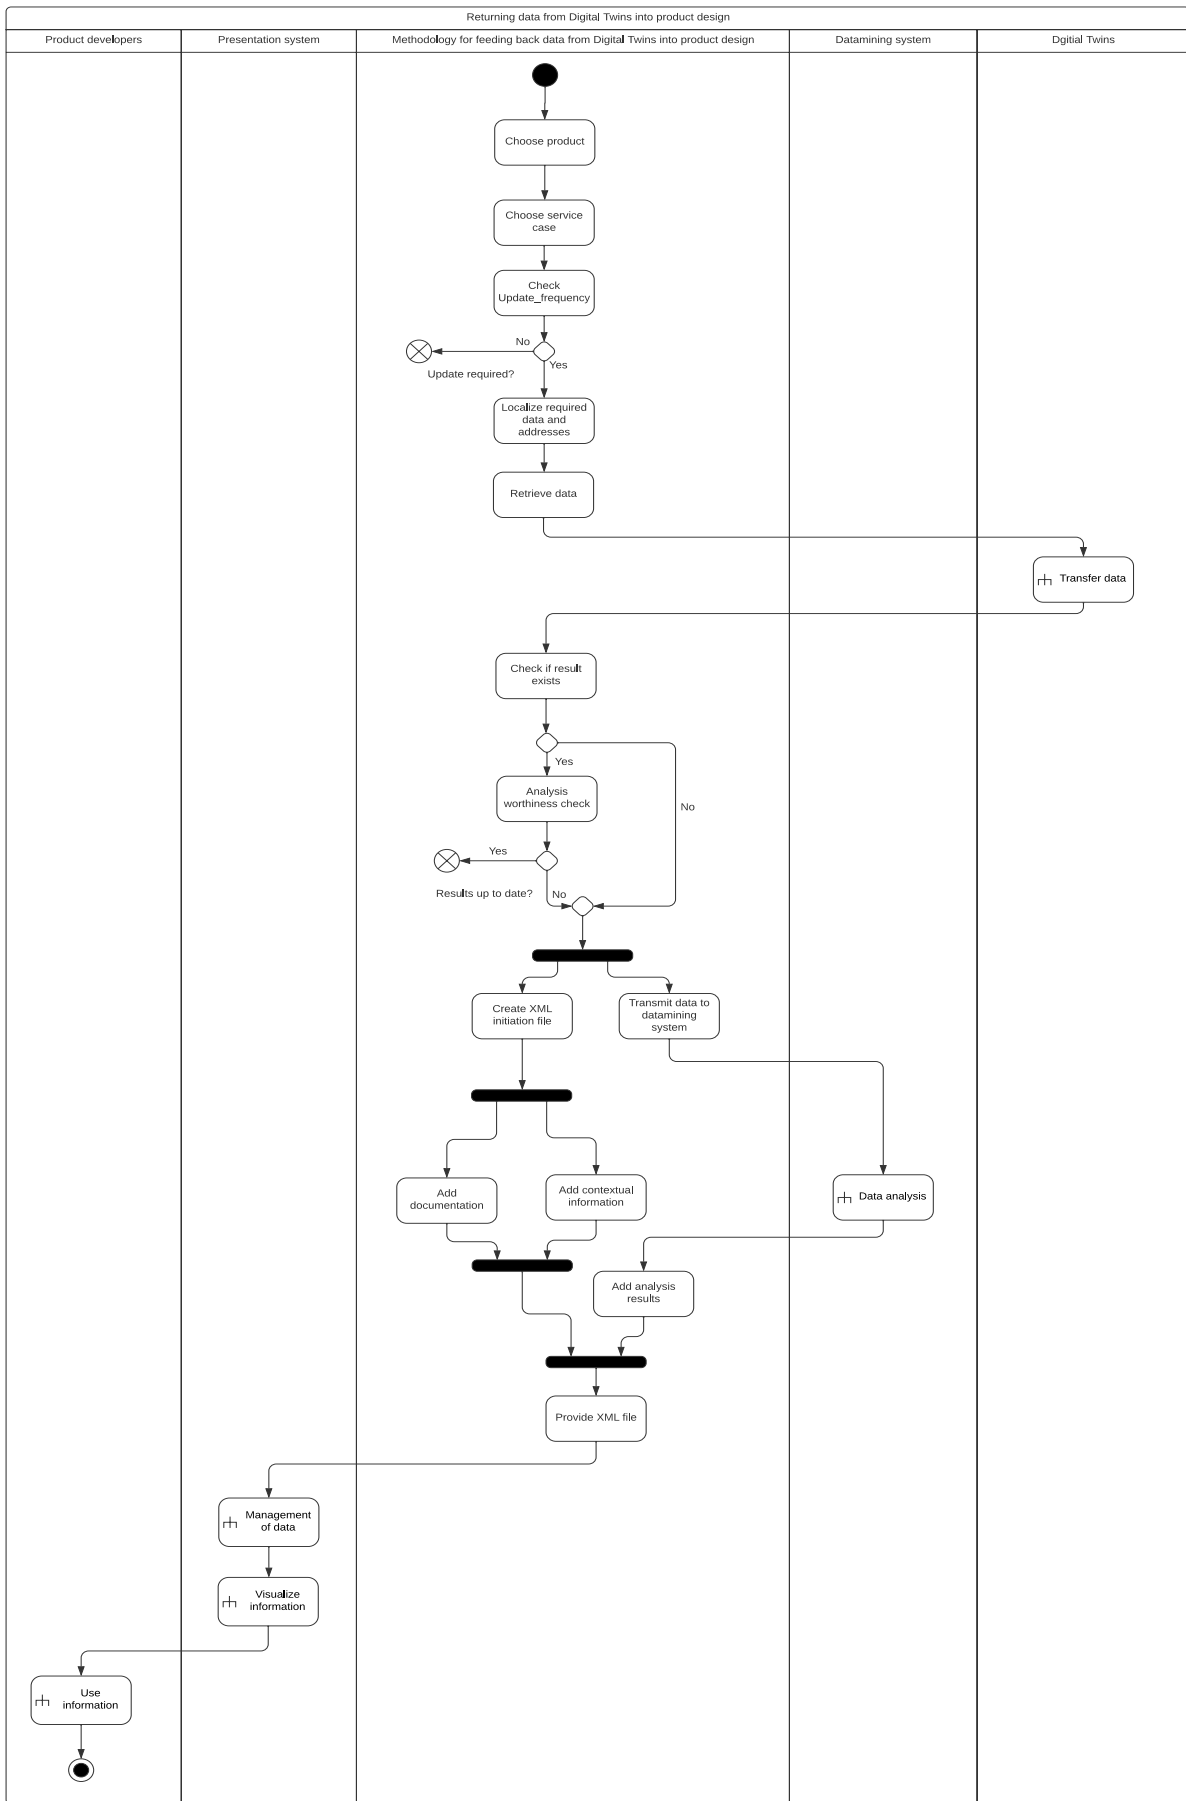 Returning data from Digital Twins into product design
Product developers
Presentation system
Methodology for feeding back data from Digital Twins into product design
Datamining system
Dgitial Twins
Choose product
Choose service
case
Check
Update_frequency
No
Yes
Update required?
Localize required
data and
addresses
Retrieve data
Transfer data
Check if result
exists
Yes
Analysis
worthiness check
No
Yes
Results up to date?
No
Create XML
initiation file
Transmit data to
datamining
system
Add
documentation
Add contextual
information
Data analysis
Add analysis
results
Provide XML file
Management
of data
Visualize
information
Use
information